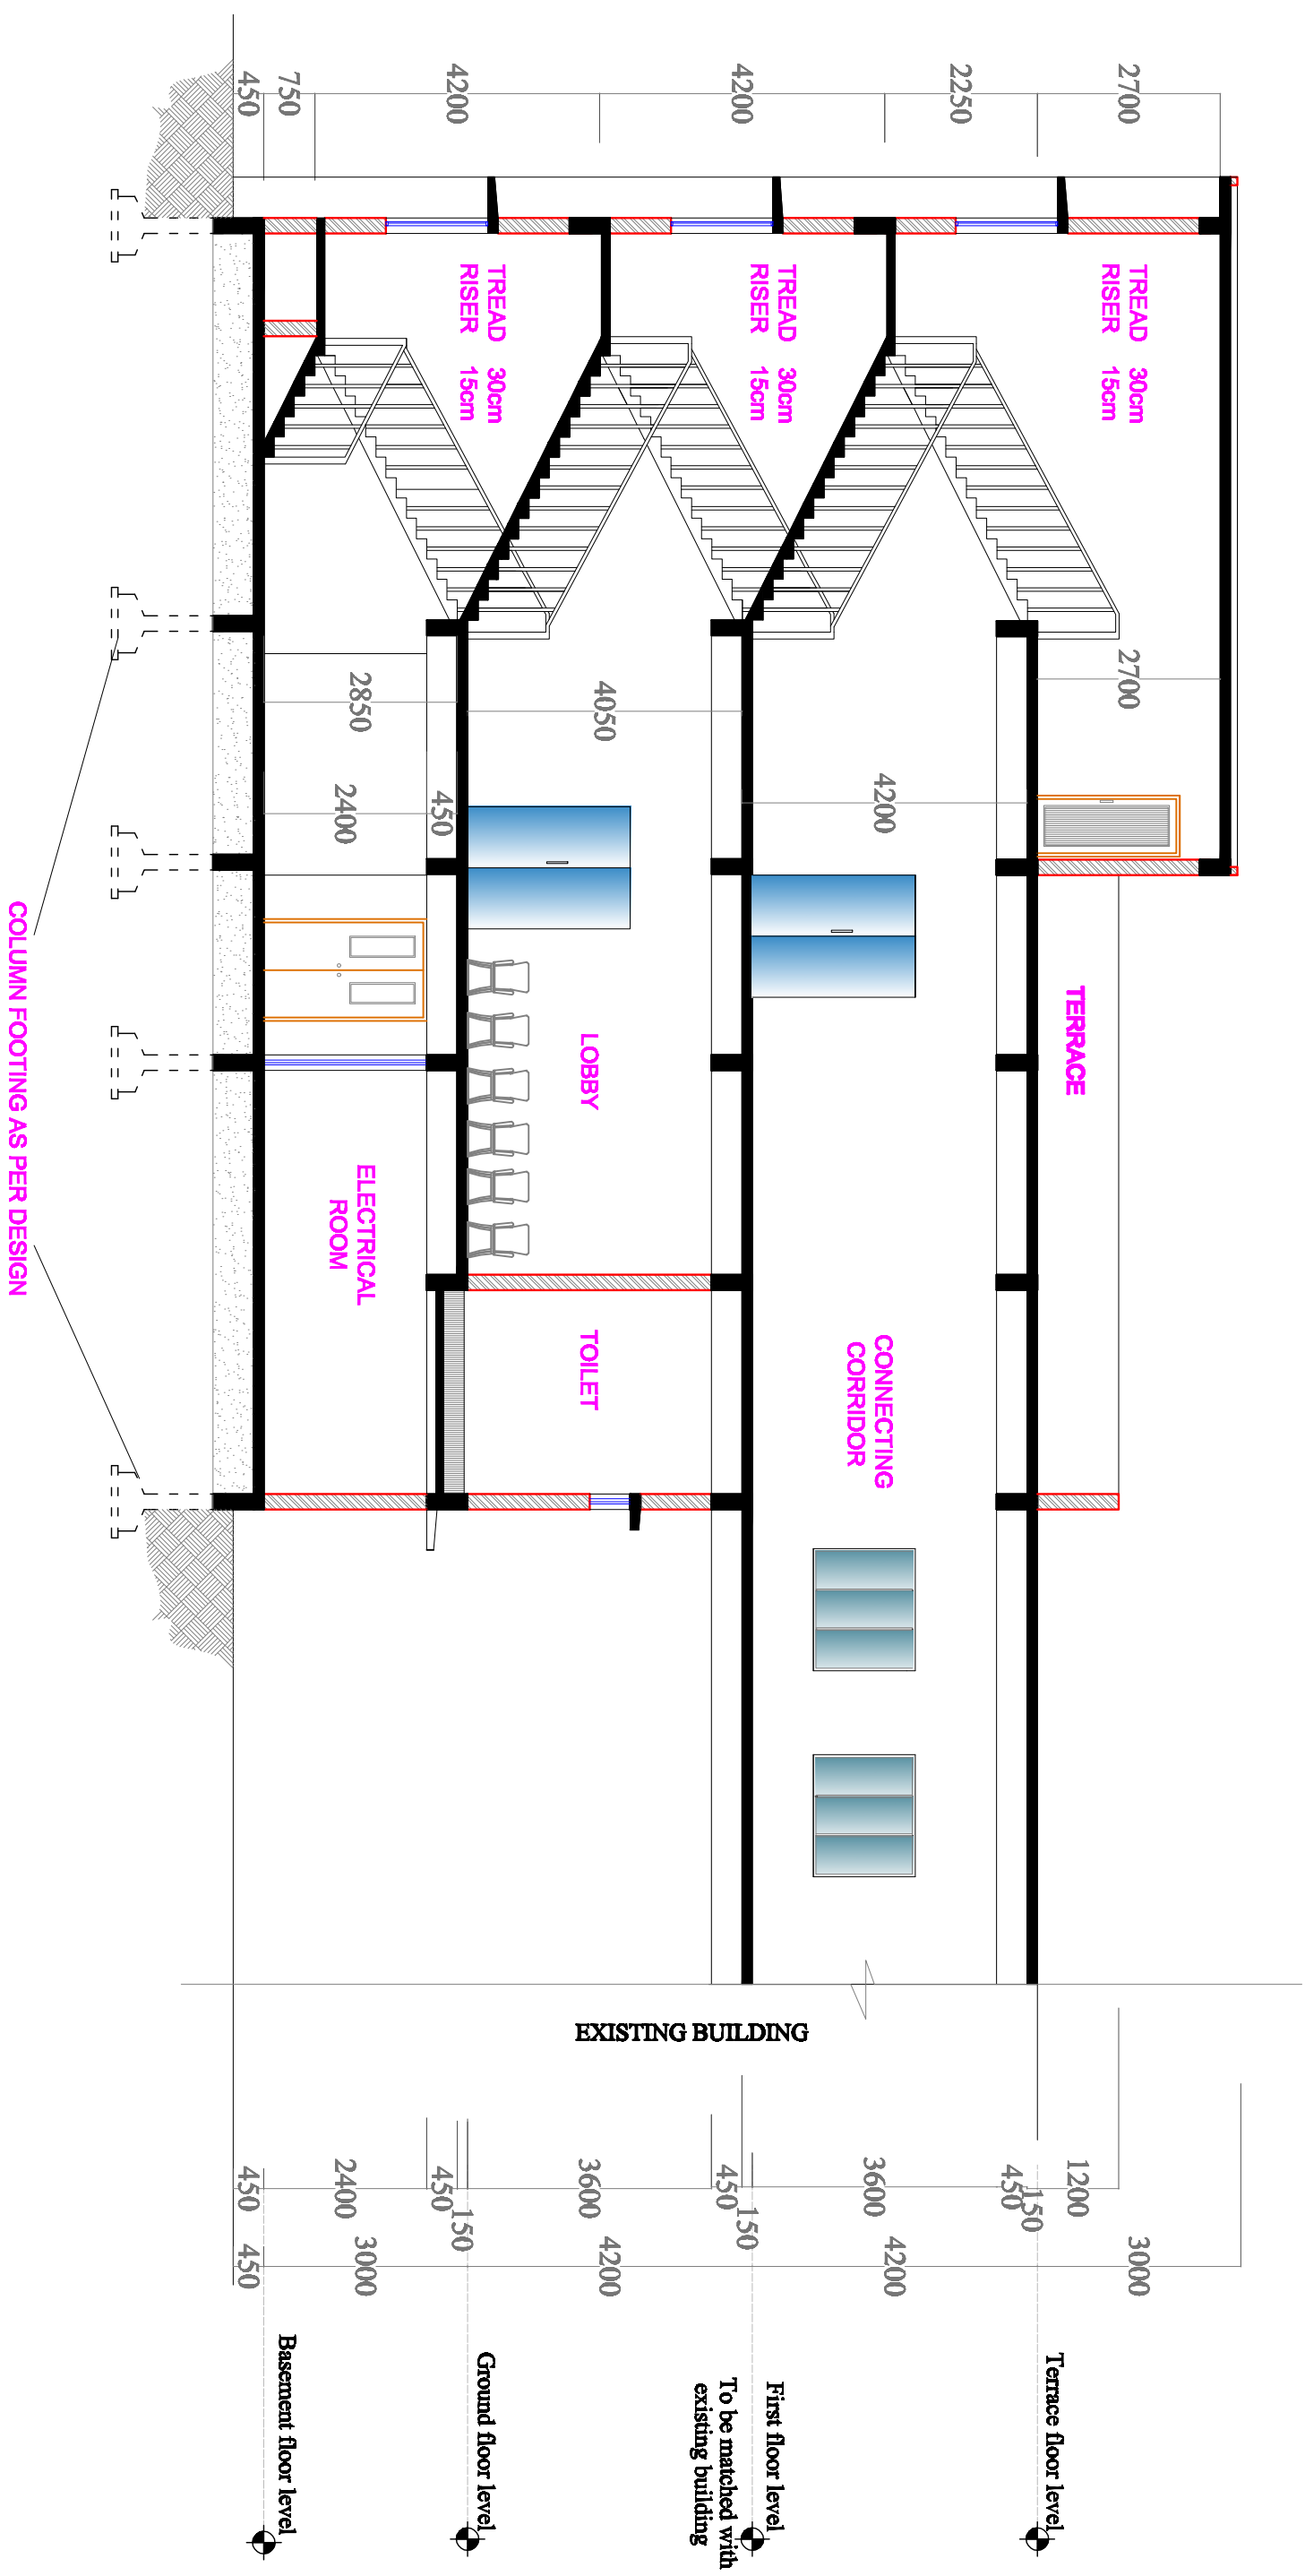 2700
2250
4200
4200
750
450
TREAD 30cm
RISER 15cm
TREAD 30cm
RISER 15cm
TREAD 30cm
RISER 15cm
2700
4200
4050
2850
2400
450
TERRACE
LOBBY
CONNECTING
CORRIDOR
TOILET
ELECTRICAL
ROOM
COLUMN FOOTING AS PER DESIGN
EXISTING BUILDING
1200
150
450
3600
150
450
3600
150
450
2400
450
3000
4200
4200
3000
450
Terrace floor level
First floor level
To be matched with
existing building
Ground floor level
Basement floor level